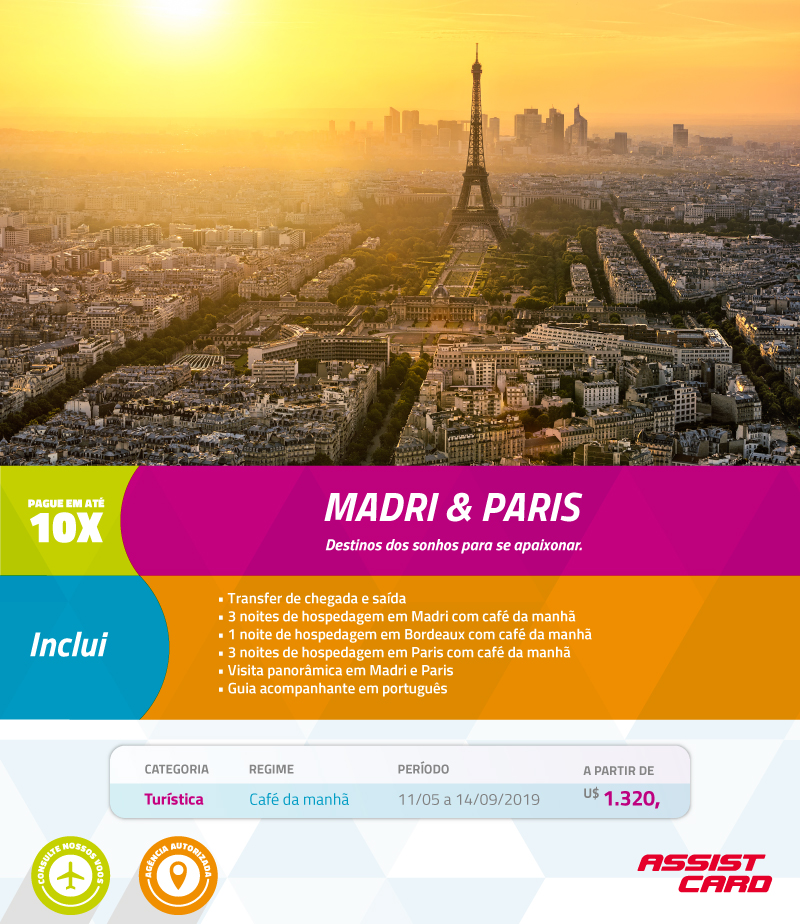 PAGUE EM ATÉ
10X
MADRI & PARIS
Destinos dos sonhos para se apaixonar.
Inclui
• Transfer de chegada e saída
• 3 noites de hospedagem em Madri com café da manhã
• 1 noite de hospedagem em Bordeaux com café da manhã
• 3 noites de hospedagem em Paris com café da manhã
• Visita panorâmica em Madri e Paris
• Guia acompanhante em português
CATEGORIA REGIME PERÍODO A PARTIR DE
Turística Café da manhã 11/05 a 14/09/2019 U$ 1.320,
CONSULTE NOSSOS VOOS
AGÊNCIA AUTORIZADA
ASSIST
CARD